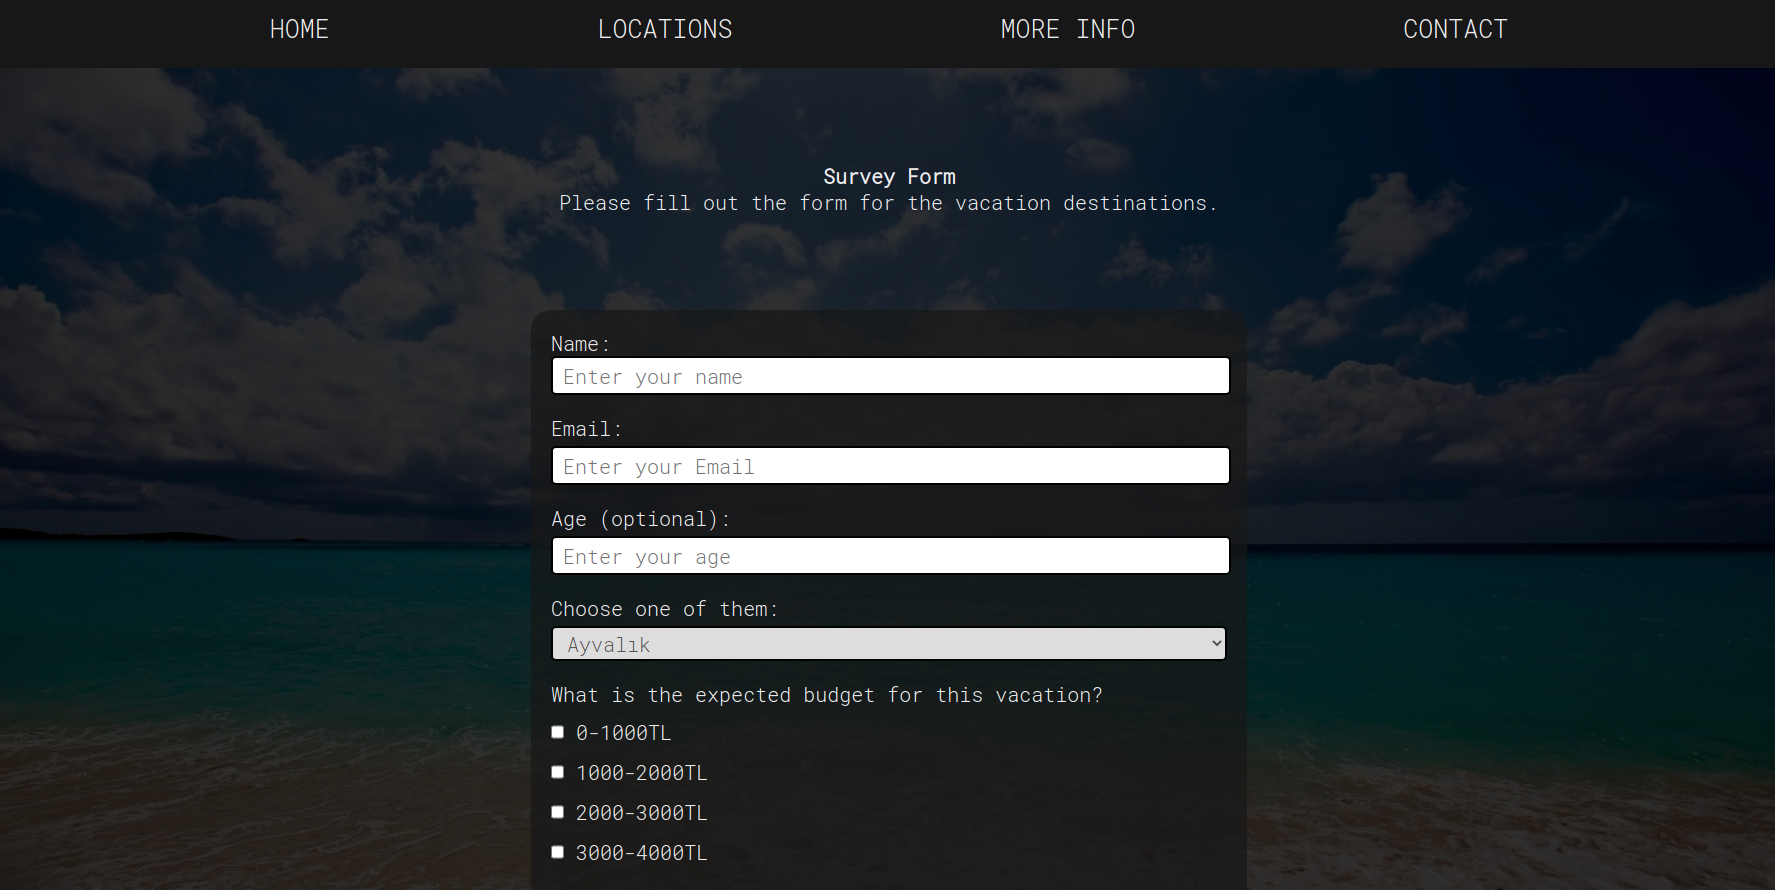 HOME LOCATIONS MORE INFO CONTACT
Survey Form
Please fill out the form for the vacation destinations.
Name:
Enter your name
Email:
Enter your Email
Age (optional):
Enter your age
Choose one of them:
Ayvalık
What is the expected budget for this vacation?
0-1000TL
1000-2000TL
2000-3000TL
3000-4000TL